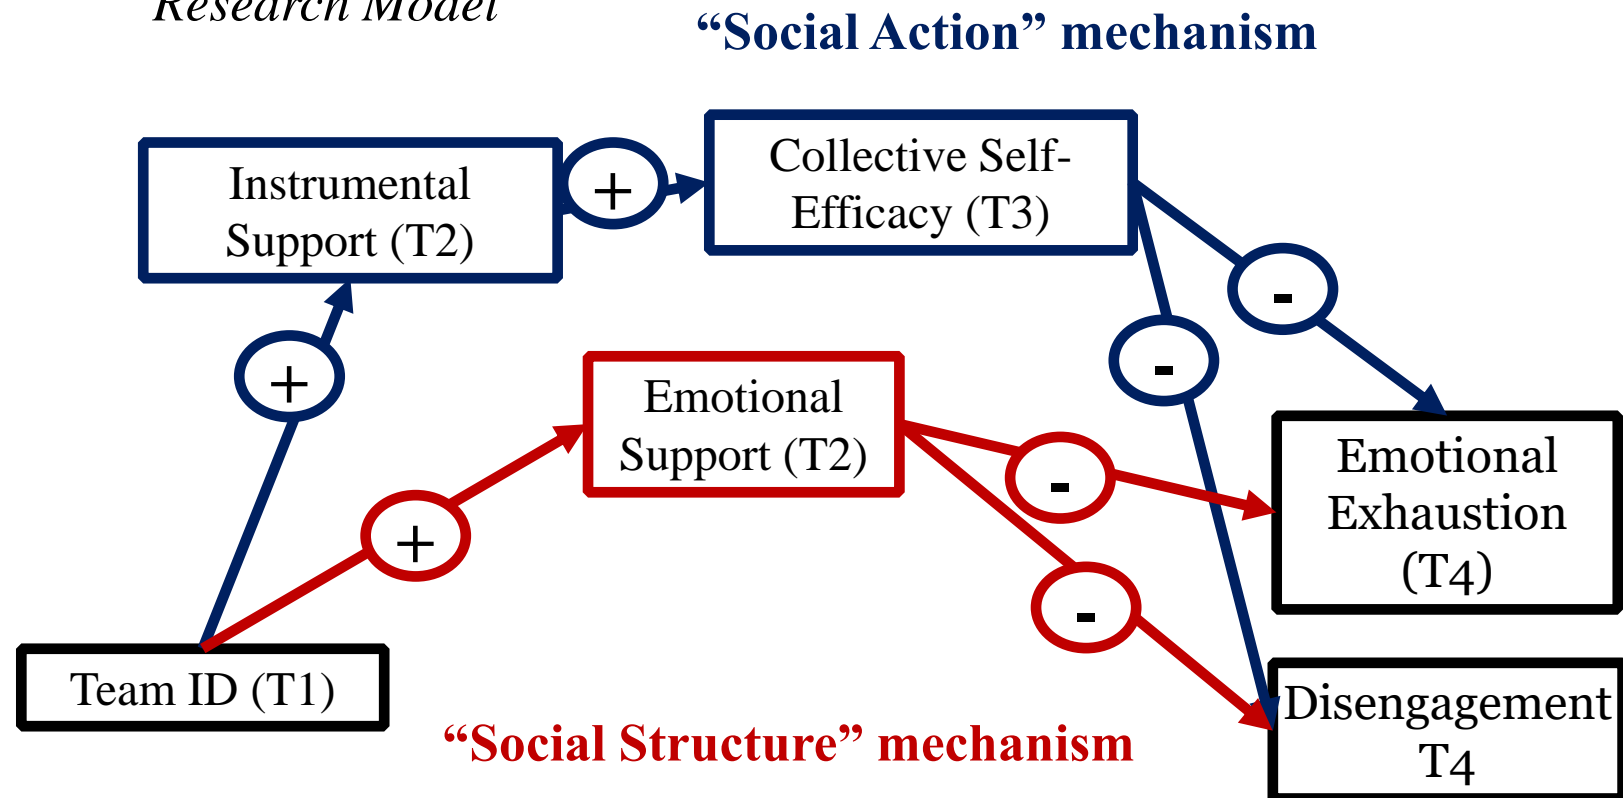 Research Model
“Social Action” mechanism
Instrumental
Support (T2)
+
Collective Self-
Efficacy (T3)
-
+
-
Emotional
Support (T2)
-
Emotional
Exhaustion
(T4)
+
-
Team ID (T1)
Disengagement
T4
“Social Structure” mechanism